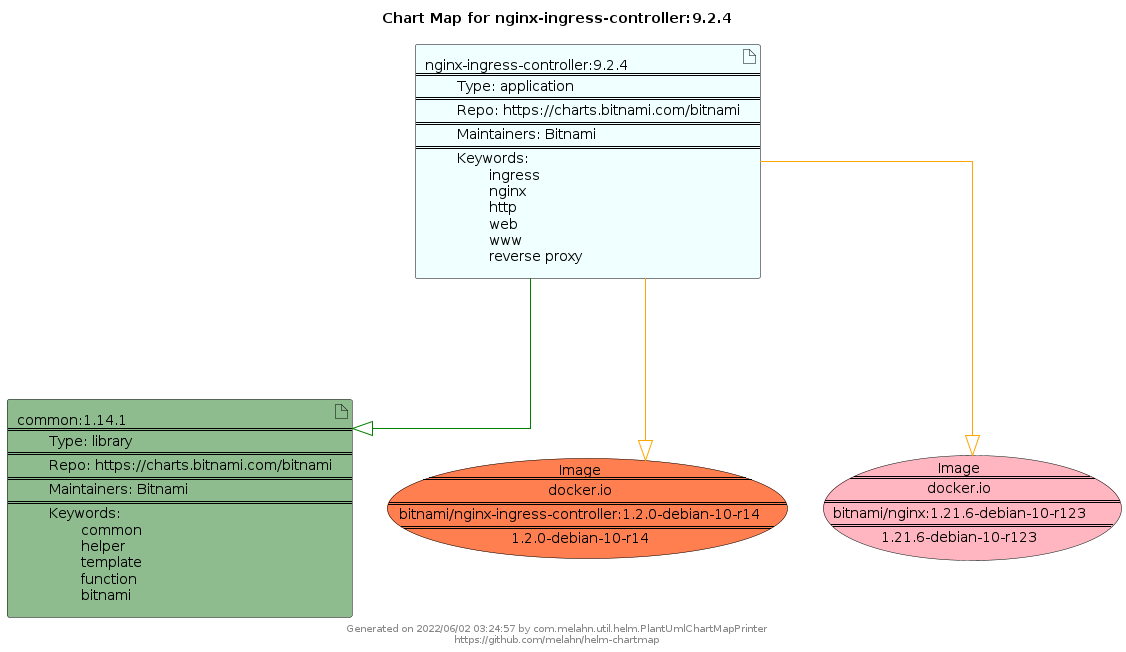 Chart Map for nginx-ingress-controller:9.2.4
nginx-ingress-controller:9.2.4
Type: application
Repo: https://charts.bitnami.com/bitnami
Maintainers: Bitnami
Keywords:
ingress
nginx
http
web
www
reverse proxy
common:1.14.1
Type: library
Repo: https://charts.bitnami.com/bitnami
Maintainers: Bitnami
Keywords:
common
helper
template
function
bitnami
Image
docker.io
bitnami/nginx-ingress-controller:1.2.0-debian-10-r14
1.2.0-debian-10-r14
Image
docker.io
bitnami/nginx:1.21.6-debian-10-r123
1.21.6-debian-10-r123
Generated on 2022/06/02 03:24:57 by com.melahn.util.helm.PlantUmlChartMapPrinter
https://github.com/melahn/helm-chartmap